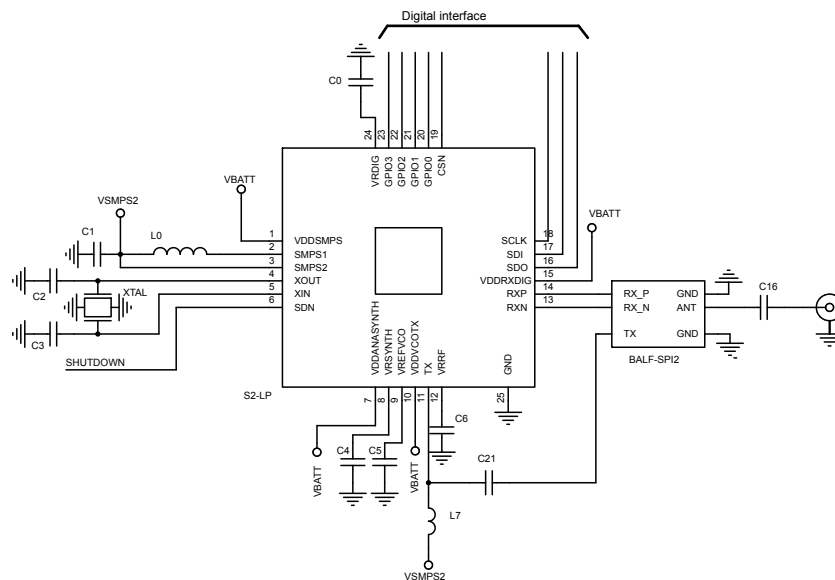 Digital interface
C0
24
23
22
21
20
19
VRDIG
GPIO3
GPIO2
GPIO1
GPIO0
CSN
VBATT
VSMPS2
C1
L0
1
2
3
4
5
6
VDDSMPS
SMPS1
SMPS2
XOUT
XIN
SDN
C2
XTAL
C3
SHUTDOWN
SCLK
SDI
SDO
VDDRXDIG
RXP
RXN
18
17
16
15
14
13
VBATT
RX_P
RX_N
TX
GND
ANT
GND
BALF-SPI2
C16
VDDANASYNTH
VRSYNTH
VREFVCO
VDDVCOTX
TX
VRRF
GND
S2-LP
7
8
9
10
11
12
25
C6
C4
C5
VBATT
VBATT
C21
L7
VSMPS2